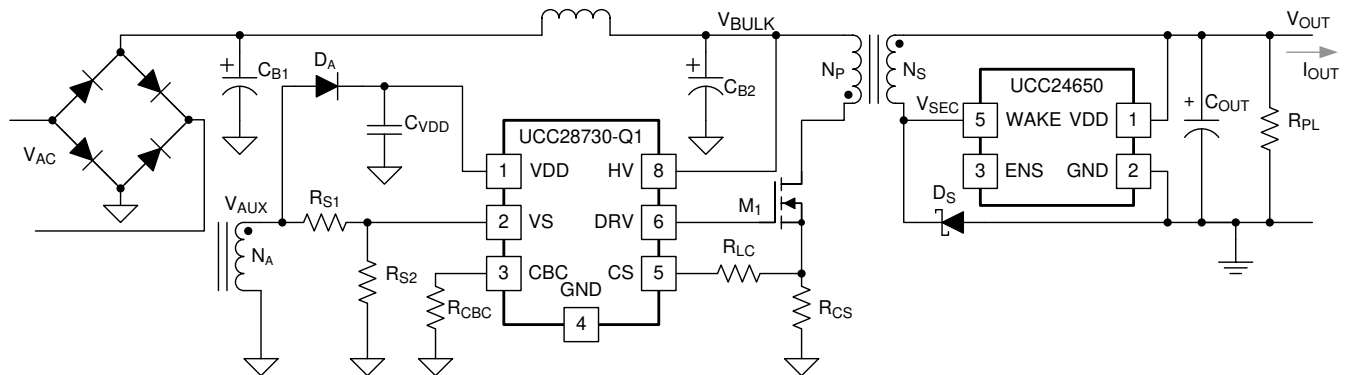 VBULK
VOUT
IOUT
+
CB1
DA
+
CB2
NP
NS
UCC24650
VSEC
5
WAKE
VDD
1
+
COUT
RPL
VAC
CVDD
UCC28730-Q1
1
VDD
HV
8
3
ENS
GND
2
VAUX
RS1
2
VS
DRV
6
M1
DS
NA
RS2
3
CBC
CS
5
RLC
GND
4
RCBC
RCS